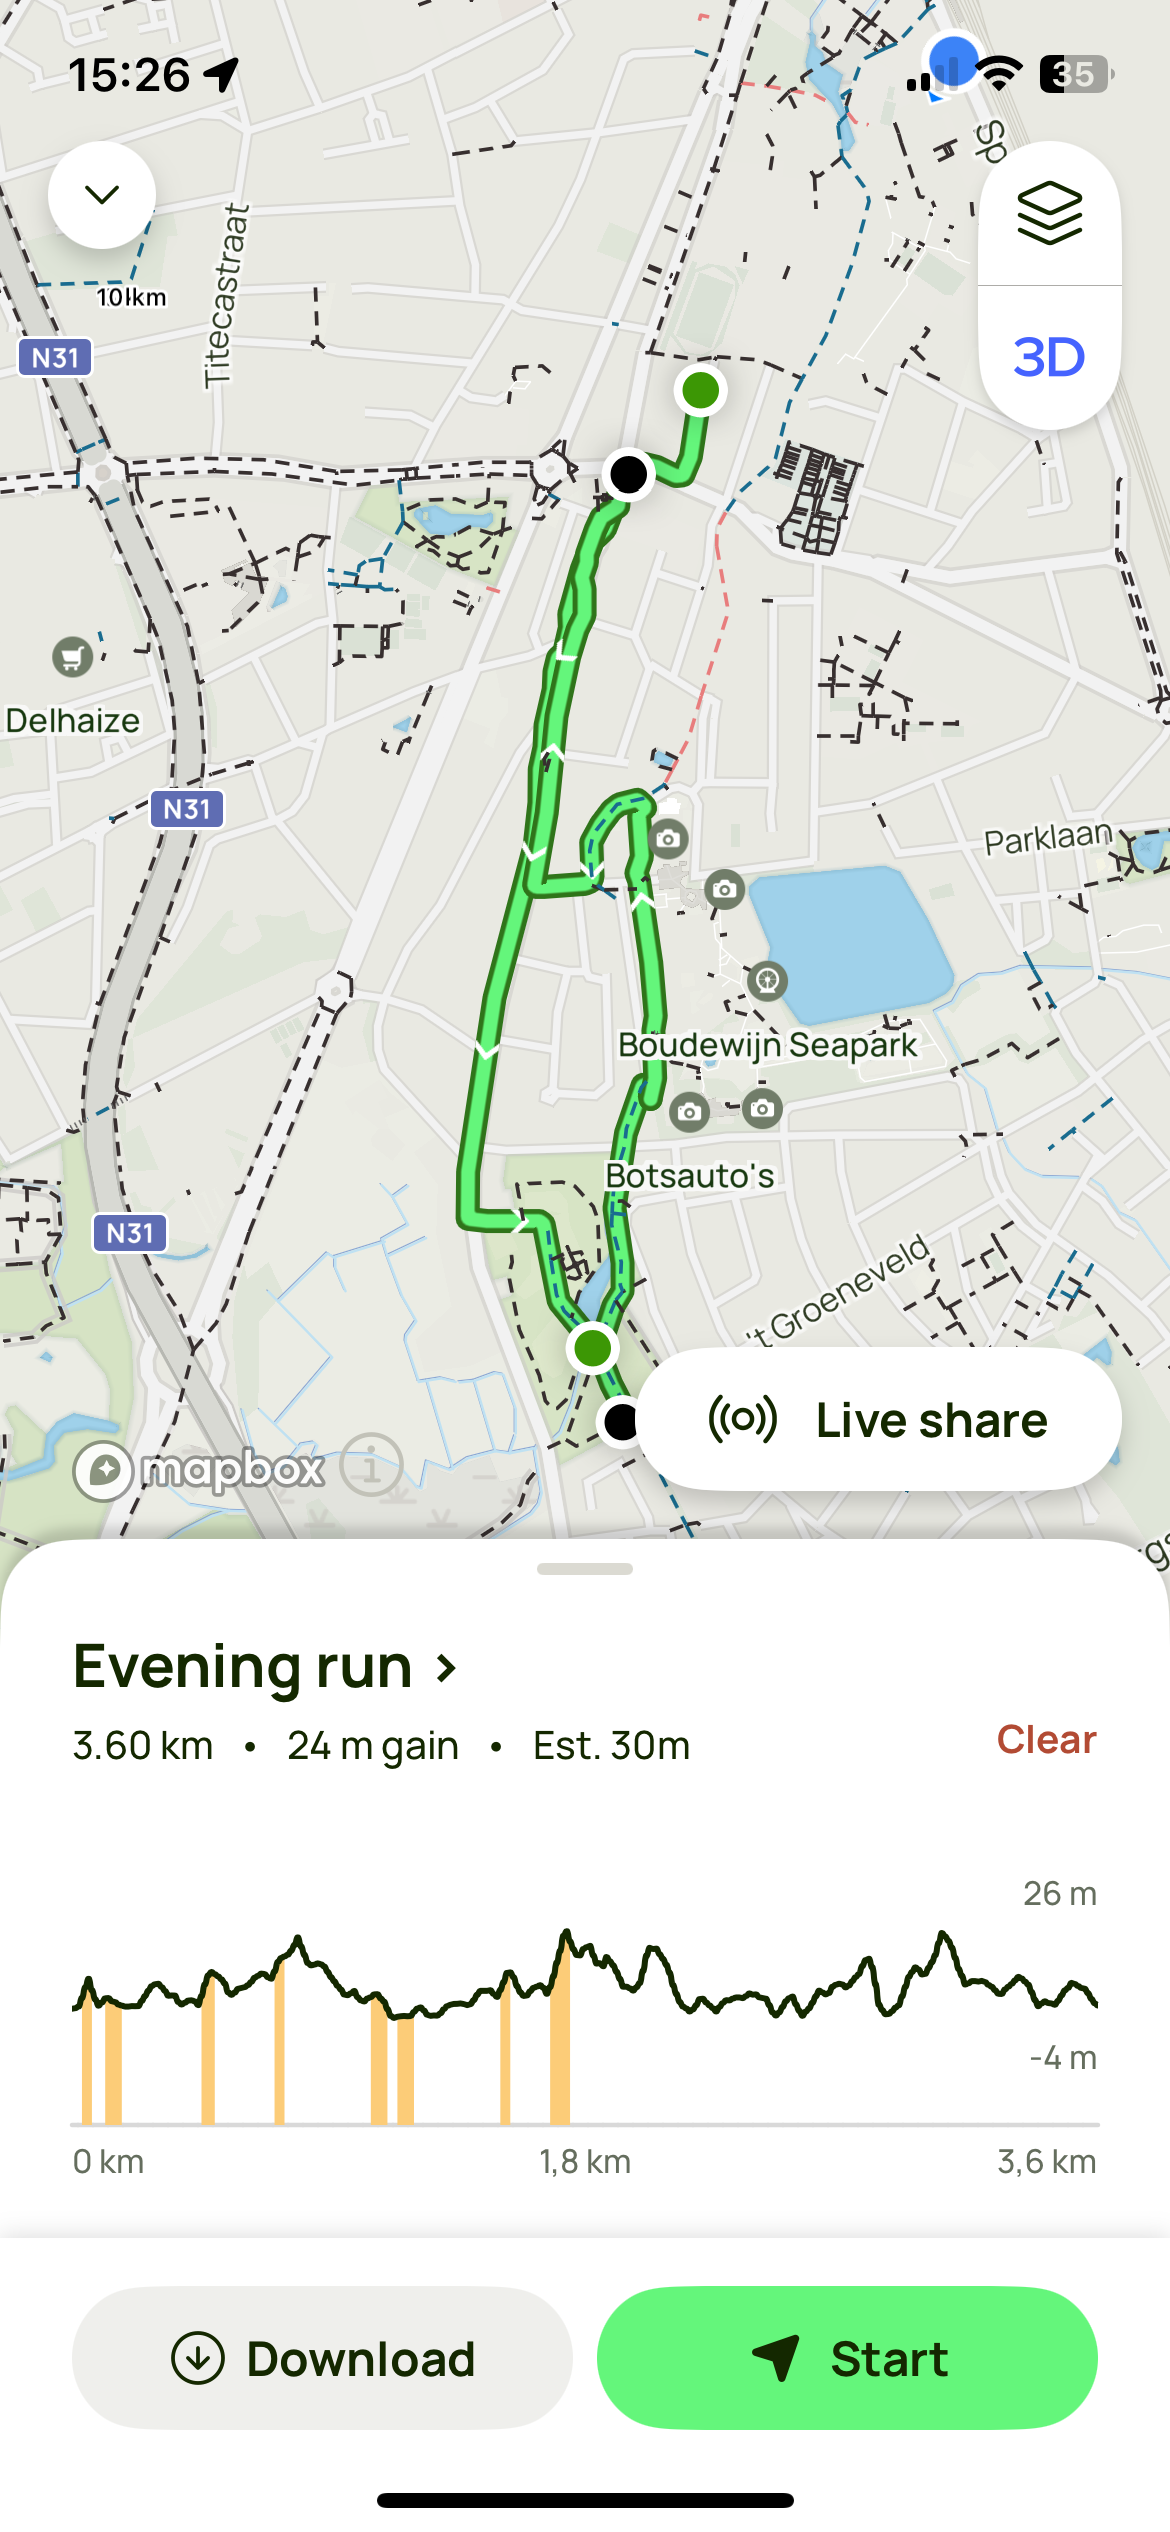 15:26
35
Sp
Titecastraat
10km
N31
3D
Delhaize
N31
Parklaan
Boudewijn Seapark
Botsauto's
N31
't Groeneveld
Live share
mapbox
gs
Evening run
3.60 km • 24 m gain • Est. 30m
Clear
26 m
-4 m
0 km
1,8 km
3,6 km
Download
Start